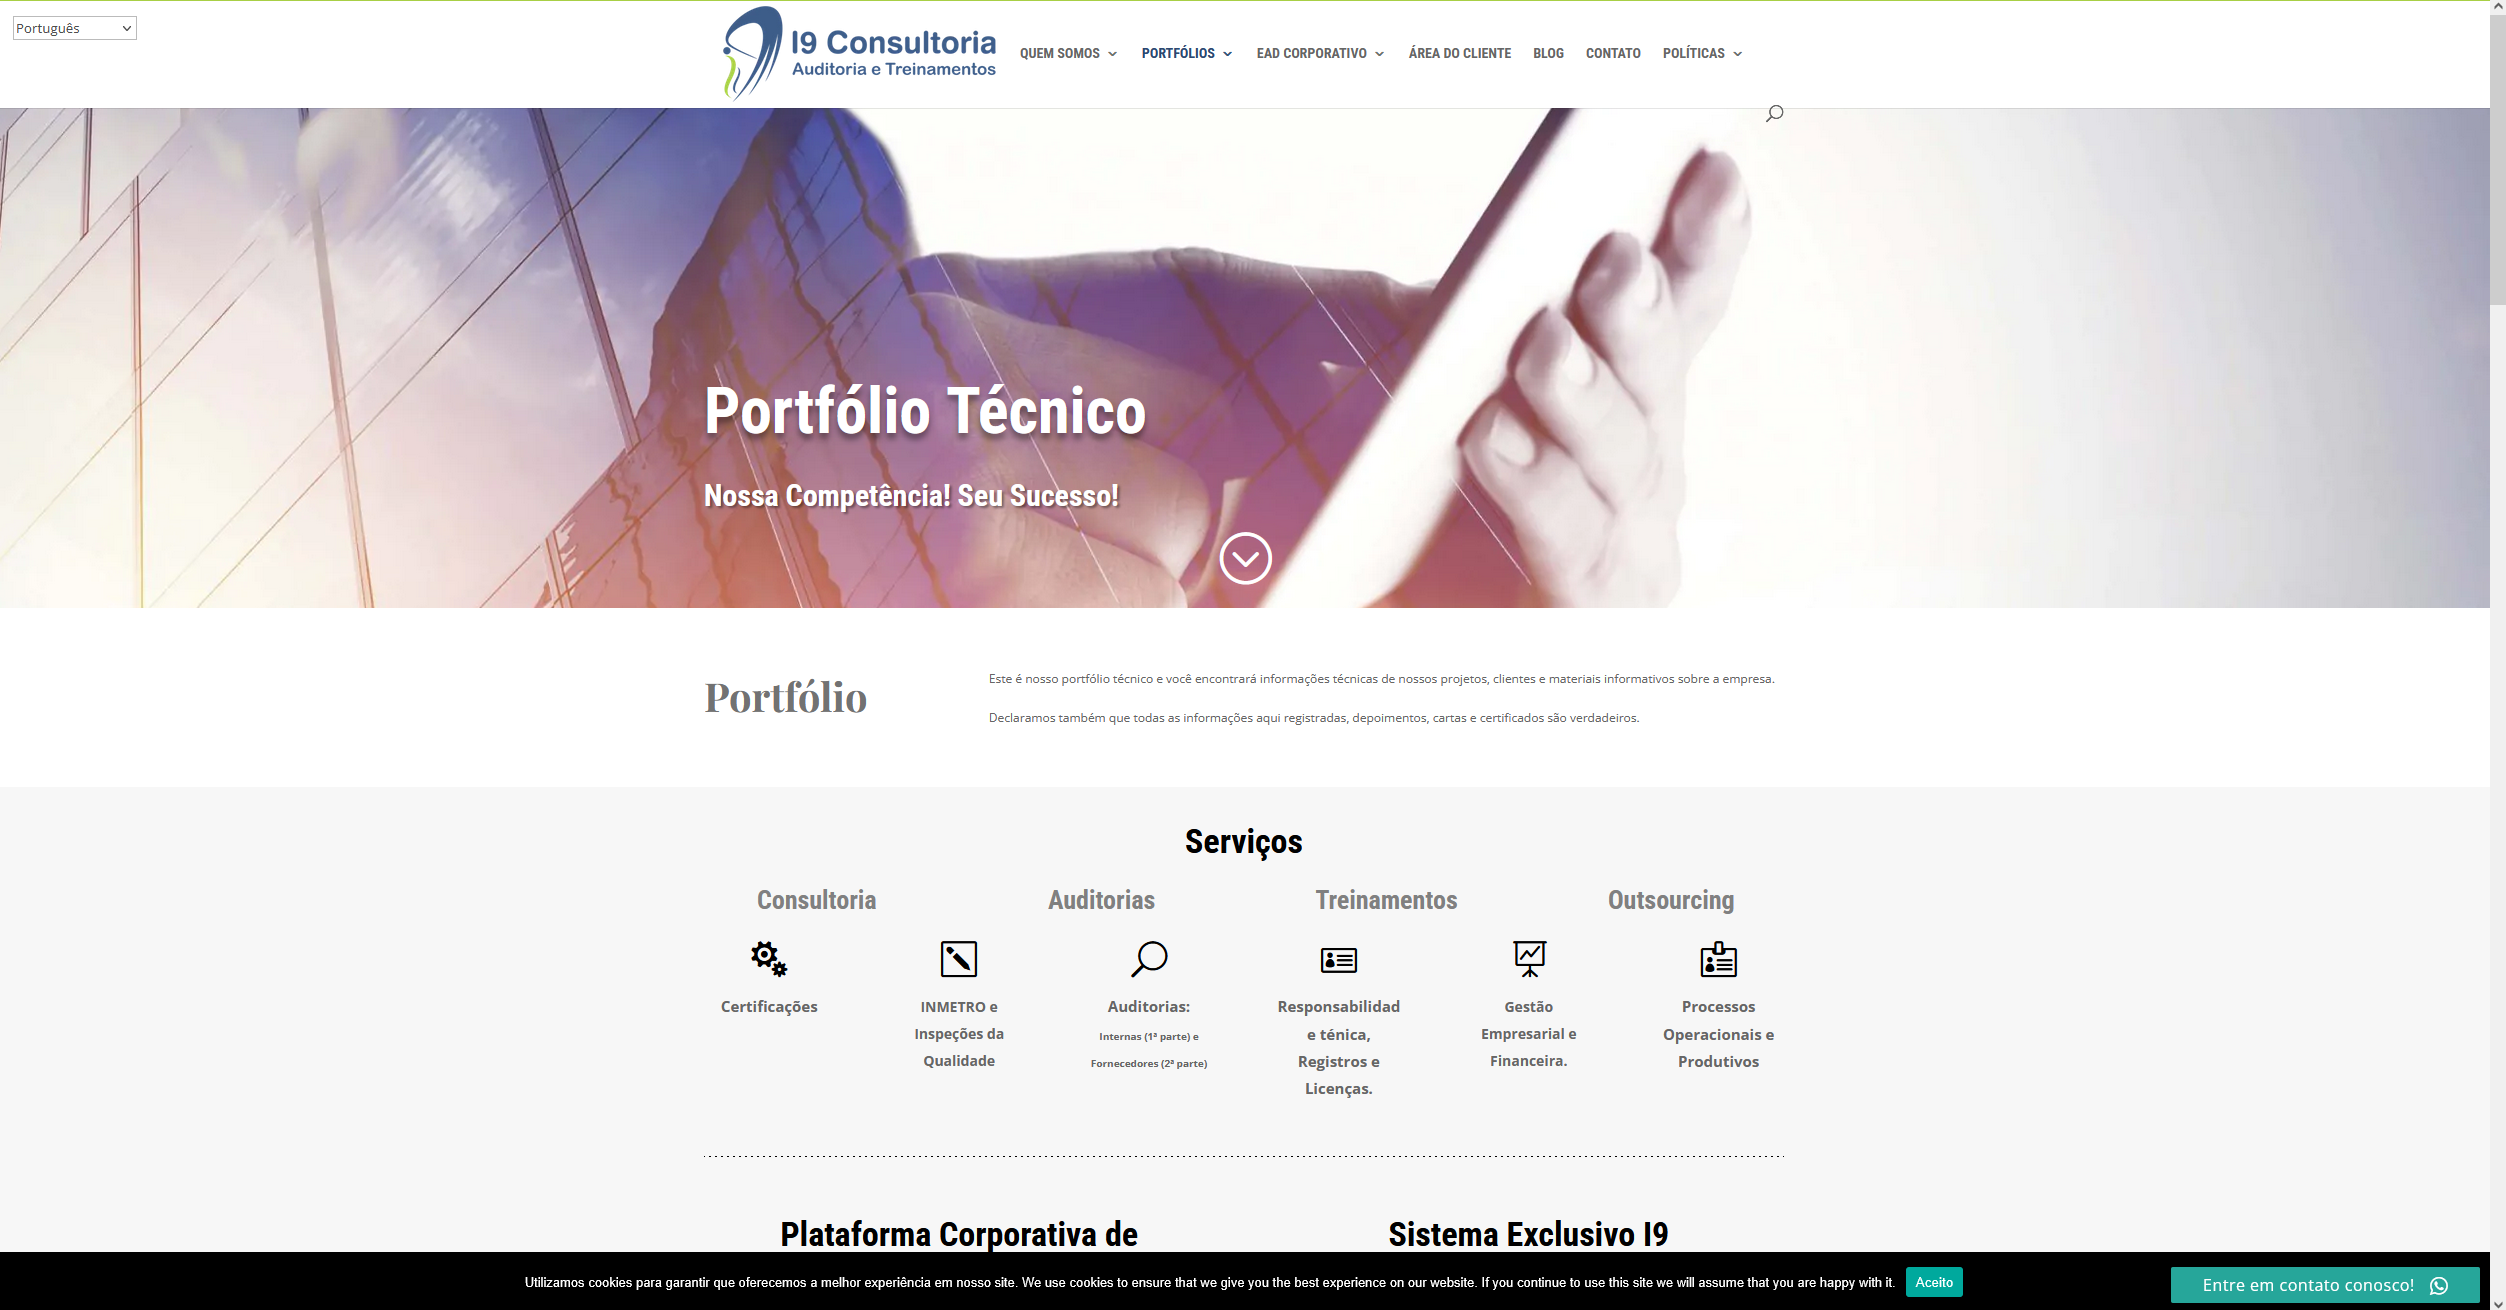 Português
I9 Consultoria
Auditoria e Treinamentos
QUEM SOMOS
PORTFÓLIOS
EAD CORPORATIVO
ÁREA DO CLIENTE
BLOG
CONTATO
POLÍTICAS
Portfólio Técnico
Nossa Competência! Seu Sucesso!
Portfólio
Este é nosso portfólio técnico e você encontrará informações técnicas de nossos projetos, clientes e materiais informativos sobre a empresa.
Declaramos também que todas as informações aqui registradas, depoimentos, cartas e certificados são verdadeiros.
Serviços
Consultoria
Auditorias
Treinamentos
Outsourcing
Certificações
INMETRO e
Inspeções da
Qualidade
Auditorias:
Internas (1ª parte) e
Fornecedores (2ª parte)
Responsabilidad
e ténica,
Registros e
Licenças.
Gestão
Empresarial e
Financeira.
Processos
Operacionais e
Produtivos
Plataforma Corporativa de
Sistema Exclusivo I9
Utilizamos cookies para garantir que oferecemos a melhor experiência em nosso site. We use cookies to ensure that we give you the best experience on our website. If you continue to use this site we will assume that you are happy with it.
Aceito
Entre em contato conosco!